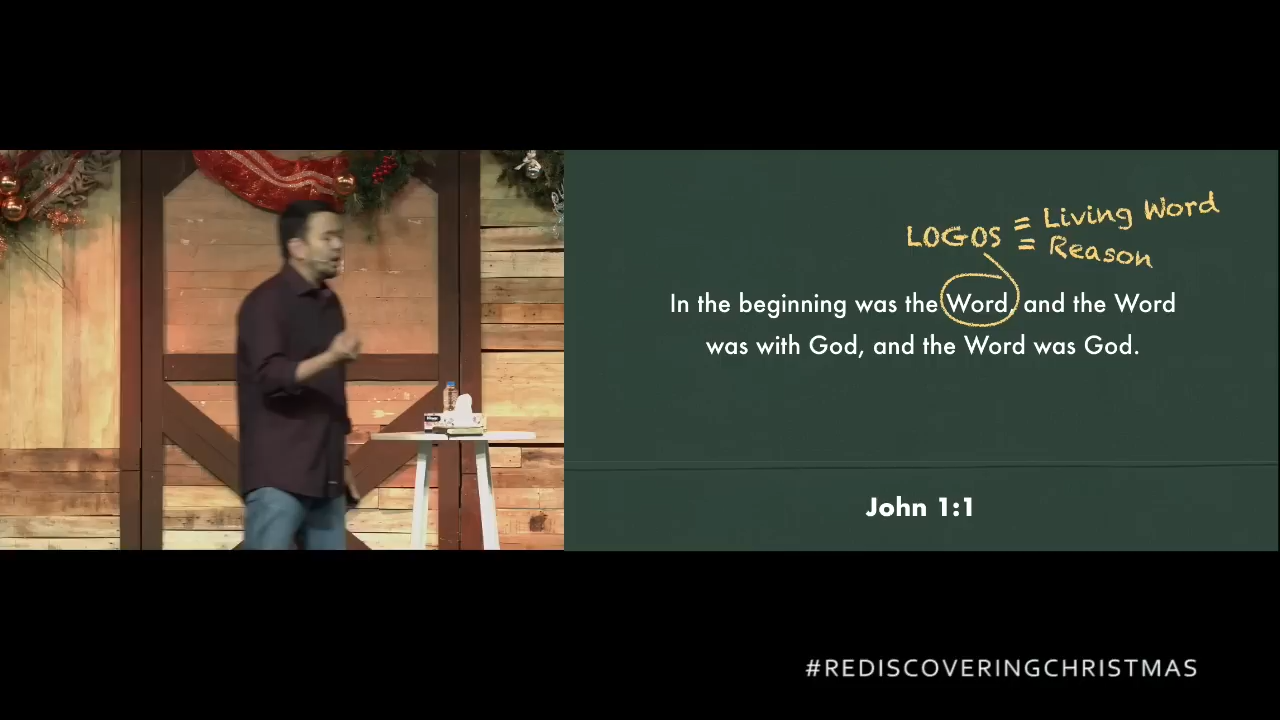 LOGOS = Living Word
= Reason
In the beginning was the Word, and the Word
was with God, and the Word was God.
John 1:1
#REDISCOVERINGCHRISTMAS